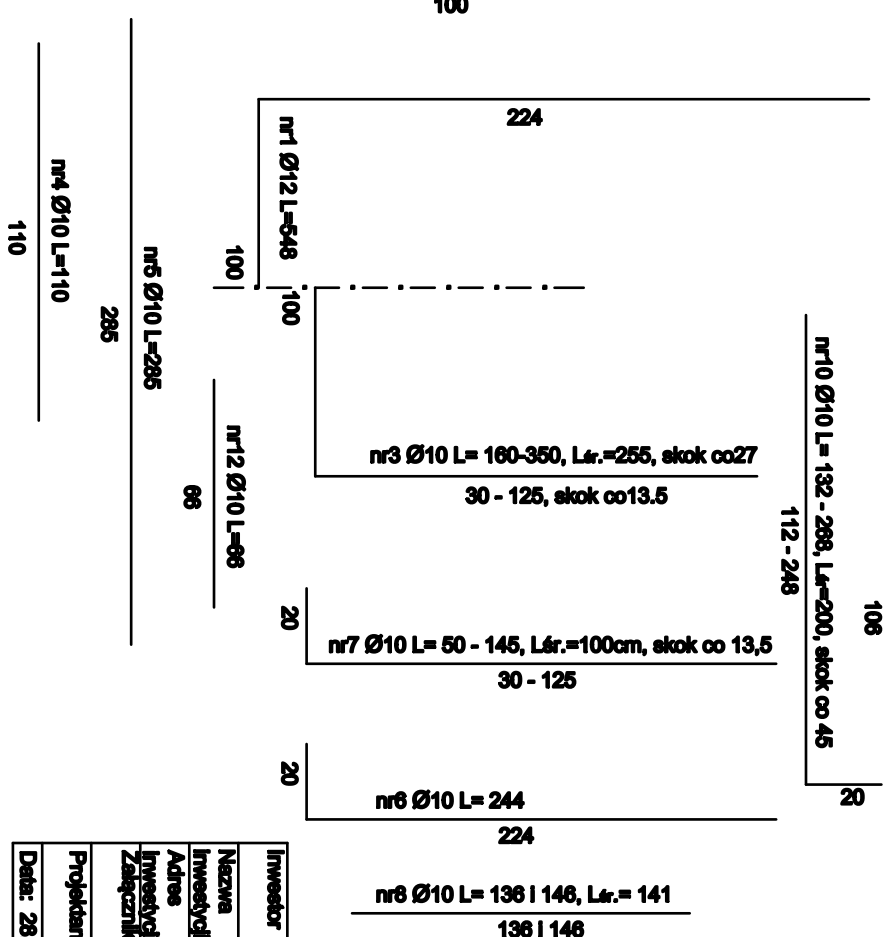 100
224
nr1 Ø12 L=548
100
100
nr4 Ø10 L=110
110
nr5 Ø10 L=285
285
nr12 Ø10 L=66
66
nr3 Ø10 L= 160-350, Lśr.=255, skok co27
30 - 125, skok co13.5
nr10 Ø10 L= 132 - 268, Lśr=200, skok co 45
112 - 248
106
20
20
nr7 Ø10 L= 50 - 145, Lśr.=100cm, skok co 13,5
30 - 125
20
nr6 Ø10 L= 244
224
nr8 Ø10 L= 136 i 146, Lśr.= 141
136 i 146
Inwestor
Nazwa
inwestycji
Adres
inwestycji
Załącznik
Projektan
Data: 28